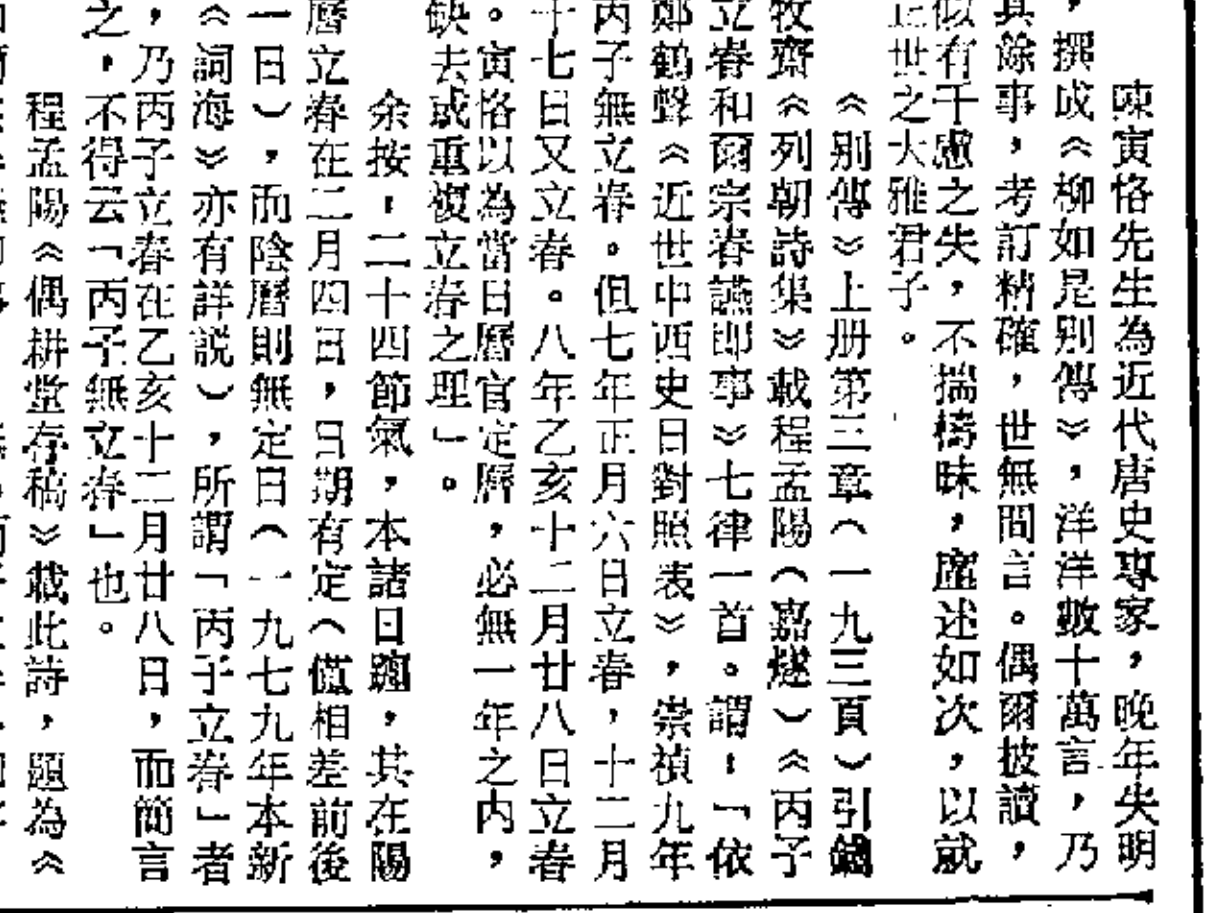 陳寅恪先生為近代唐史專家，晚年失明
，撰成《柳如是別傳》，洋洋數十萬言，乃
其餘事，考訂精確，世無間言。偶爾披讀，
似有千慮之失，不揣檮昧，臚述如次，以就
正世之大雅君子。
《別傳》上册第三章（一九三頁）引錢
牧齋《列朝詩集》載程孟陽（嘉燧）《丙子
立春和爾宗春讌即事》七律一首。謂：「依
鄭鶴聲《近世中西史日對照表》，崇禎九年
丙子無立春。但七年正月六日立春，十二月
十七日又立春。八年乙亥十二月廿八日立春
。寅恪以為當日曆官定曆，必無一年之内，
缺去或重複立春之理」。
余按：二十四節氣，本諸日躔，其在陽
曆立春在二月四日，日期有定（僅相差前後
一日），而陰曆則無定日（一九七九年本新
《詞海》亦有詳説），所謂「丙子立春」者
，乃丙子立春在乙亥十二月廿八日，而簡言
之，不得云「丙子無立春」也。
程孟陽《偶耕堂存稿》載此詩，題為《